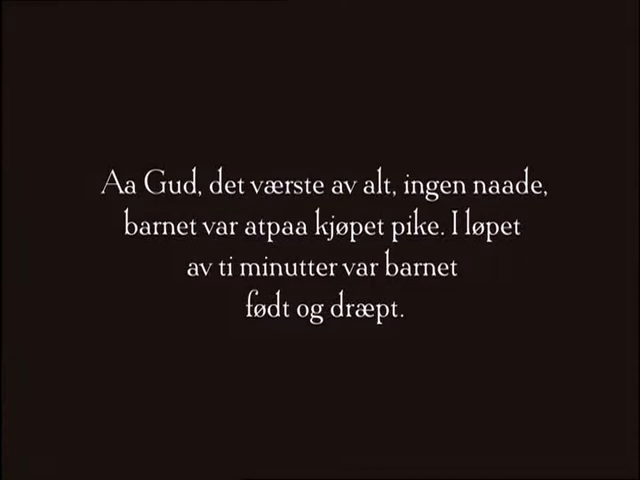 Aa Gud, det værste av alt, ingen naade,
barnet var atpaa kjøpet pike. I løpet
av ti minutter var barnet
født og dræpt.